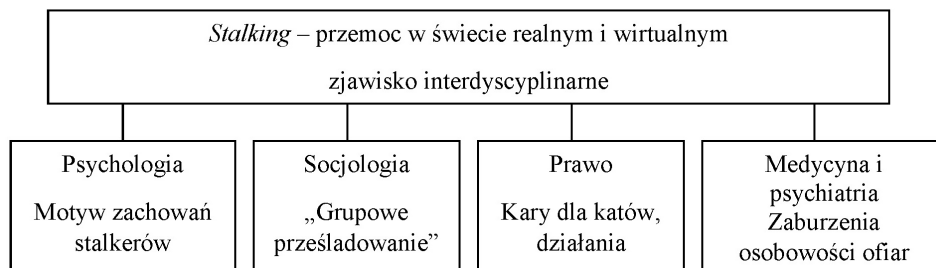 Stalking – przemoc w świecie realnym i wirtualnym
zjawisko interdyscyplinarne
Psychologia
Motyw zachowań
stalkerów
Socjologia
„Grupowe
prześladowanie”
Prawo
Kary dla katów,
działania
Medycyna i
psychiatria
Zaburzenia
osobowości ofiar